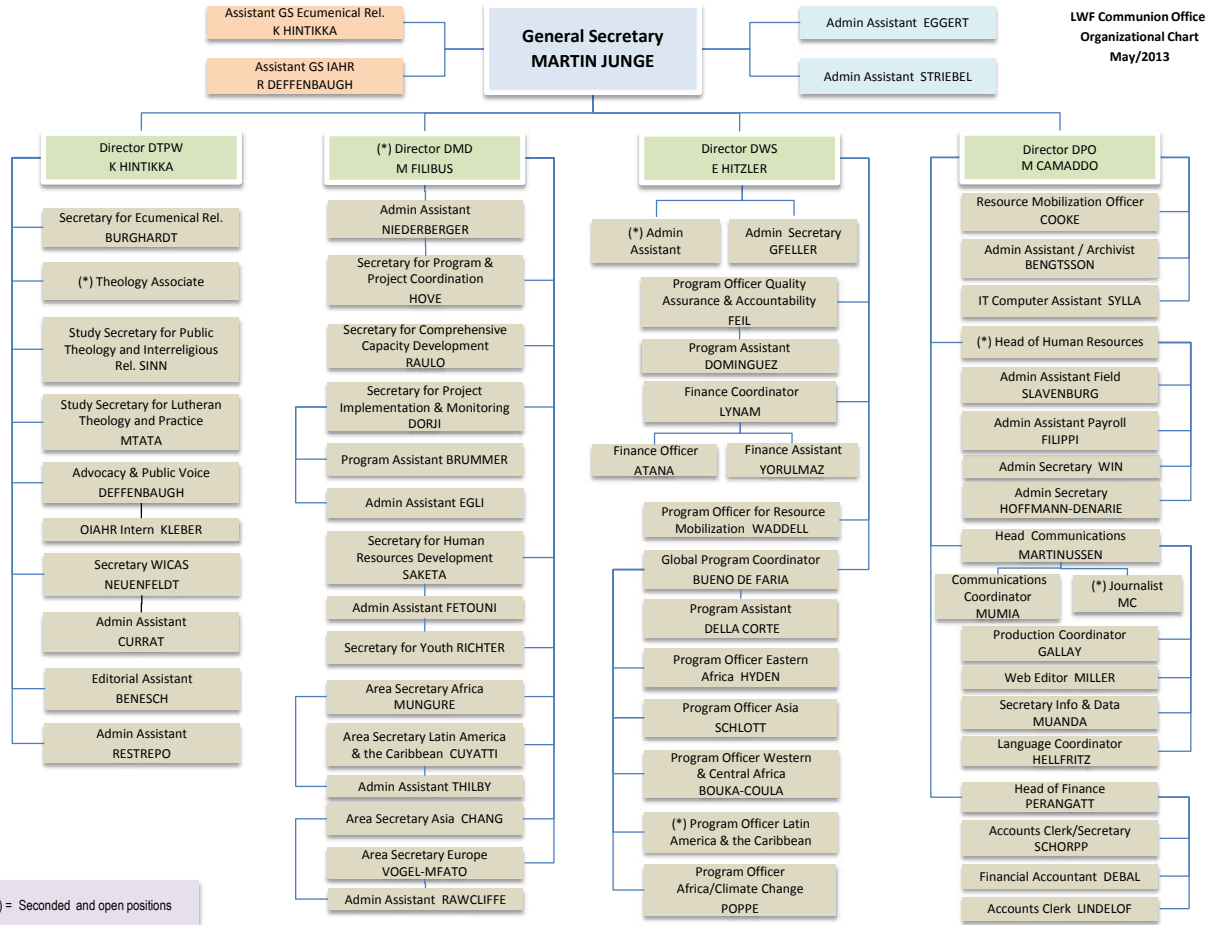 Assistant GS Ecumenical Rel.
K HINTIKKA
Assistant GS IAHR
R DEFFENBAUGH
General Secretary
MARTIN JUNGE
Admin Assistant EGGERT
Admin Assistant STRIEBEL
LWF Communion Office
Organizational Chart
May/2013
Director DTPW
K HINTIKKA
Secretary for Ecumenical Rel.
BURGHARDT
(*) Theology Associate
Study Secretary for Public
Theology and Interreligious
Rel. SINN
Study Secretary for Lutheran
Theology and Practice
MTATA
Advocacy & Public Voice
DEFFENBAUGH
OIAHR Intern KLEBER
Secretary WICAS
NEUENFELDT
Admin Assistant
CURRAT
Editorial Assistant
BENESCH
Admin Assistant
RESTREPO
(*) Director DMD
M FILIBUS
Admin Assistant
NIEDERBERGER
Secretary for Program &
Project Coordination
HOVE
Secretary for Comprehensive
Capacity Development
RAULO
Secretary for Project
Implementation & Monitoring
DORJI
Program Assistant BRUMMER
Admin Assistant EGLI
Secretary for Human
Resources Development
SAKETA
Admin Assistant FETOUNI
Secretary for Youth RICHTER
Area Secretary Africa
MUNGURE
Area Secretary Latin America
& the Caribbean CUYATTI
Admin Assistant THILBY
Area Secretary Asia CHANG
Area Secretary Europe
VOGEL-MFATO
Admin Assistant RAWCLIFFE
Director DWS
E HITZLER
(*) Admin
Assistant
Admin Secretary
GFELLER
Program Officer Quality
Assurance & Accountability
FEIL
Program Assistant
DOMINGUEZ
Finance Coordinator
LYNAM
Finance Officer
ATANA
Finance Assistant
YORULMAZ
Program Officer for Resource
Mobilization WADDELL
Global Program Coordinator
BUENO DE FARIA
Program Assistant
DELLA CORTE
Program Officer Eastern
Africa HYDEN
Program Officer Asia
SCHLOTT
Program Officer Western
& Central Africa
BOUKA-COULA
(*) Program Officer Latin
America & the Caribbean
Program Officer
Africa/Climate Change
POPPE
Director DPO
M CAMADDO
Resource Mobilization Officer
COOKE
Admin Assistant / Archivist
BENGTSSON
IT Computer Assistant SYLLA
(*) Head of Human Resources
Admin Assistant Field
SLAVENBURG
Admin Assistant Payroll
FILIPPI
Admin Secretary WIN
Admin Secretary
HOFFMANN-DENARIE
Head Communications
MARTINUSSEN
Communications
Coordinator
MUMIA
(*) Journalist
MC
Production Coordinator
GALLAY
Web Editor MILLER
Secretary Info & Data
MUANDA
Language Coordinator
HELLFRITZ
Head of Finance
PERANGATT
Accounts Clerk/Secretary
SCHORPP
Financial Accountant DEBAL
Accounts Clerk LINDELOF
) = Seconded and open positions